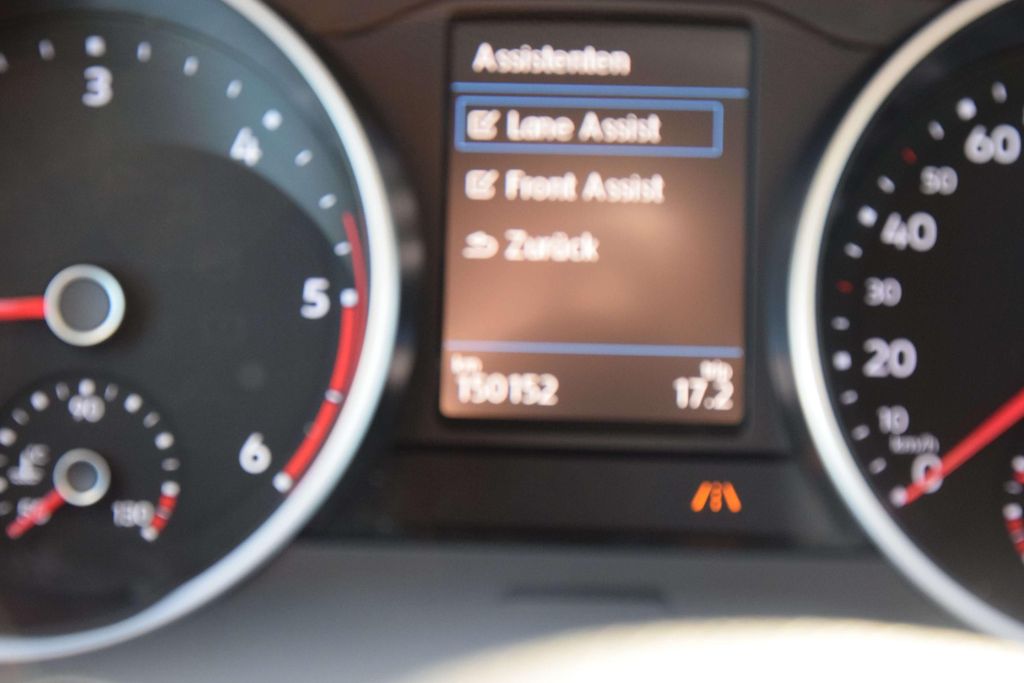 3
4
5
6
90
130
Assistenten
Lane Assist
Front Assist
Zurück
km
150152
trip
17.2
60
50
40
30
20
10
km/h
0